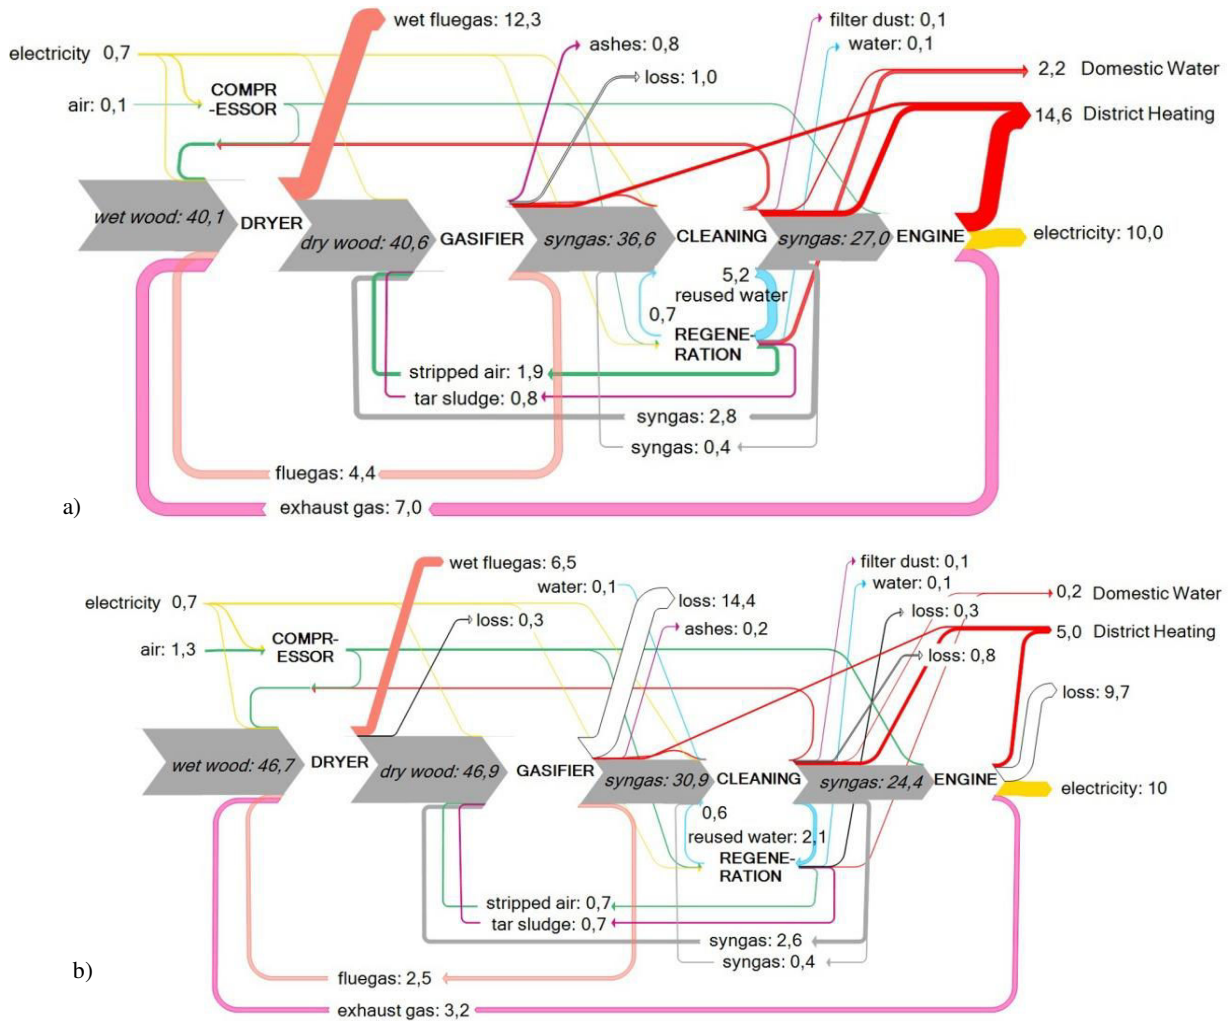 wet fluegas: 12,3
filter dust: 0,1
ashes: 0,8
water: 0,1
electricity 0,7
loss: 1,0
2,2 Domestic Water
COMPR
-ESSOR
air: 0,1
14,6 District Heating
wet wood: 40,1
DRYER
dry wood: 40,6
GASIFIER
syngas: 36,6
CLEANING
syngas: 27,0
ENGINE
electricity: 10,0
5,2
reused water
0,7
REGENE-
RATION
stripped air: 1,9
tar sludge: 0,8
syngas: 2,8
syngas: 0,4
fluegas: 4,4
exhaust gas: 7,0
a)
wet fluegas: 6,5
filter dust: 0,1
water: 0,1
water: 0,1
electricity 0,7
loss: 14,4
loss: 0,3
0,2 Domestic Water
loss: 0,3
ashes: 0,2
5,0 District Heating
COMPR-
ESSOR
air: 1,3
loss: 0,8
loss: 9,7
wet wood: 46,7
DRYER
dry wood: 46,9
GASIFIER
syngas: 30,9
CLEANING
syngas: 24,4
ENGINE
electricity: 10
0,6
reused water: 2,1
REGENE-
RATION
stripped air: 0,7
tar sludge: 0,7
syngas: 2,6
syngas: 0,4
b)
fluegas: 2,5
exhaust gas: 3,2